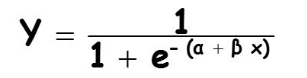 Y = 1 / 1 + e^-(α + β x)